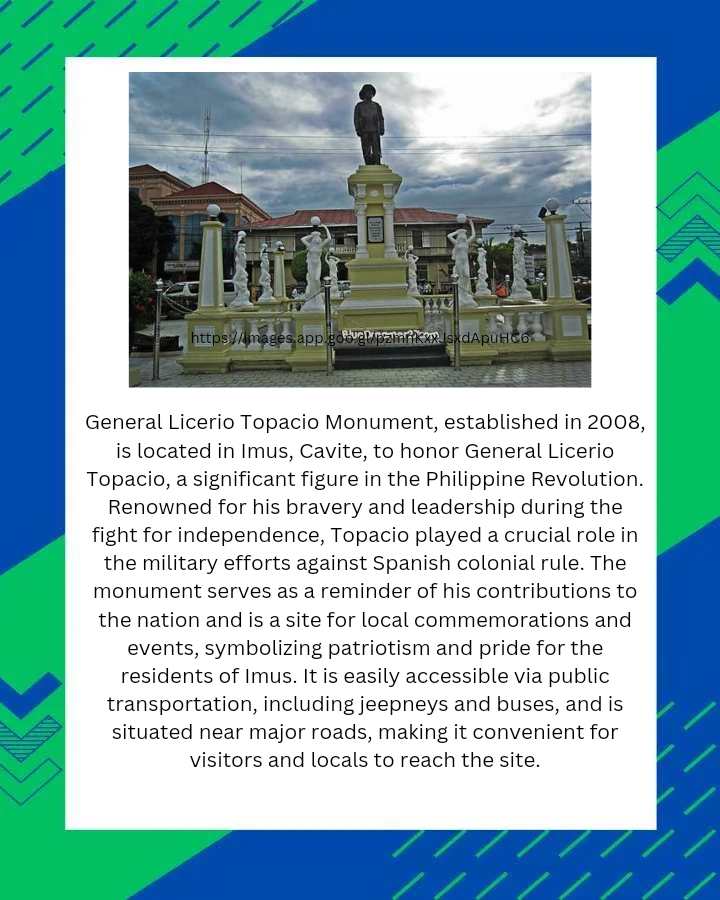 General Licerio Topacio Monument, established in 2008,
is located in Imus, Cavite, to honor General Licerio
Topacio, a significant figure in the Philippine Revolution.
Renowned for his bravery and leadership during the
fight for independence, Topacio played a crucial role in
the military efforts against Spanish colonial rule. The
monument serves as a reminder of his contributions to
the nation and is a site for local commemorations and
events, symbolizing patriotism and pride for the
residents of Imus. It is easily accessible via public
transportation, including jeepneys and buses, and is
situated near major roads, making it convenient for
visitors and locals to reach the site.